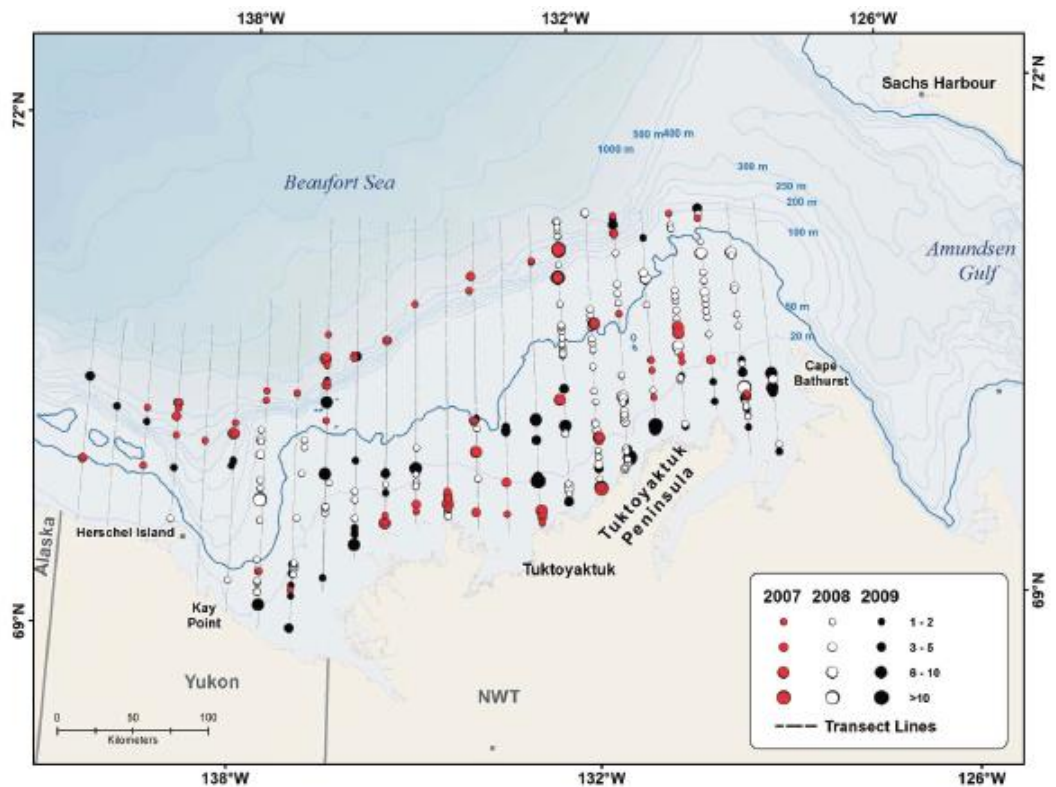 138°W 132°W 126°W
72°N
72°N
Sachs Harbour
500 m 400 m
1000 m
300 m
250 m
200 m
100 m
Beaufort Sea
Amundsen
Gulf
50 m
20 m
Cape
Bathurst
Tuktoyaktuk
Peninsula
Herschel Island
Alaska
Tuktoyaktuk
Kay
Point
69°N
69°N
Yukon
NWT
0 50 100
Kilometers
2007 2008 2009
1 - 2
3 - 5
6 - 10
>10
Transect Lines
138°W 132°W 126°W